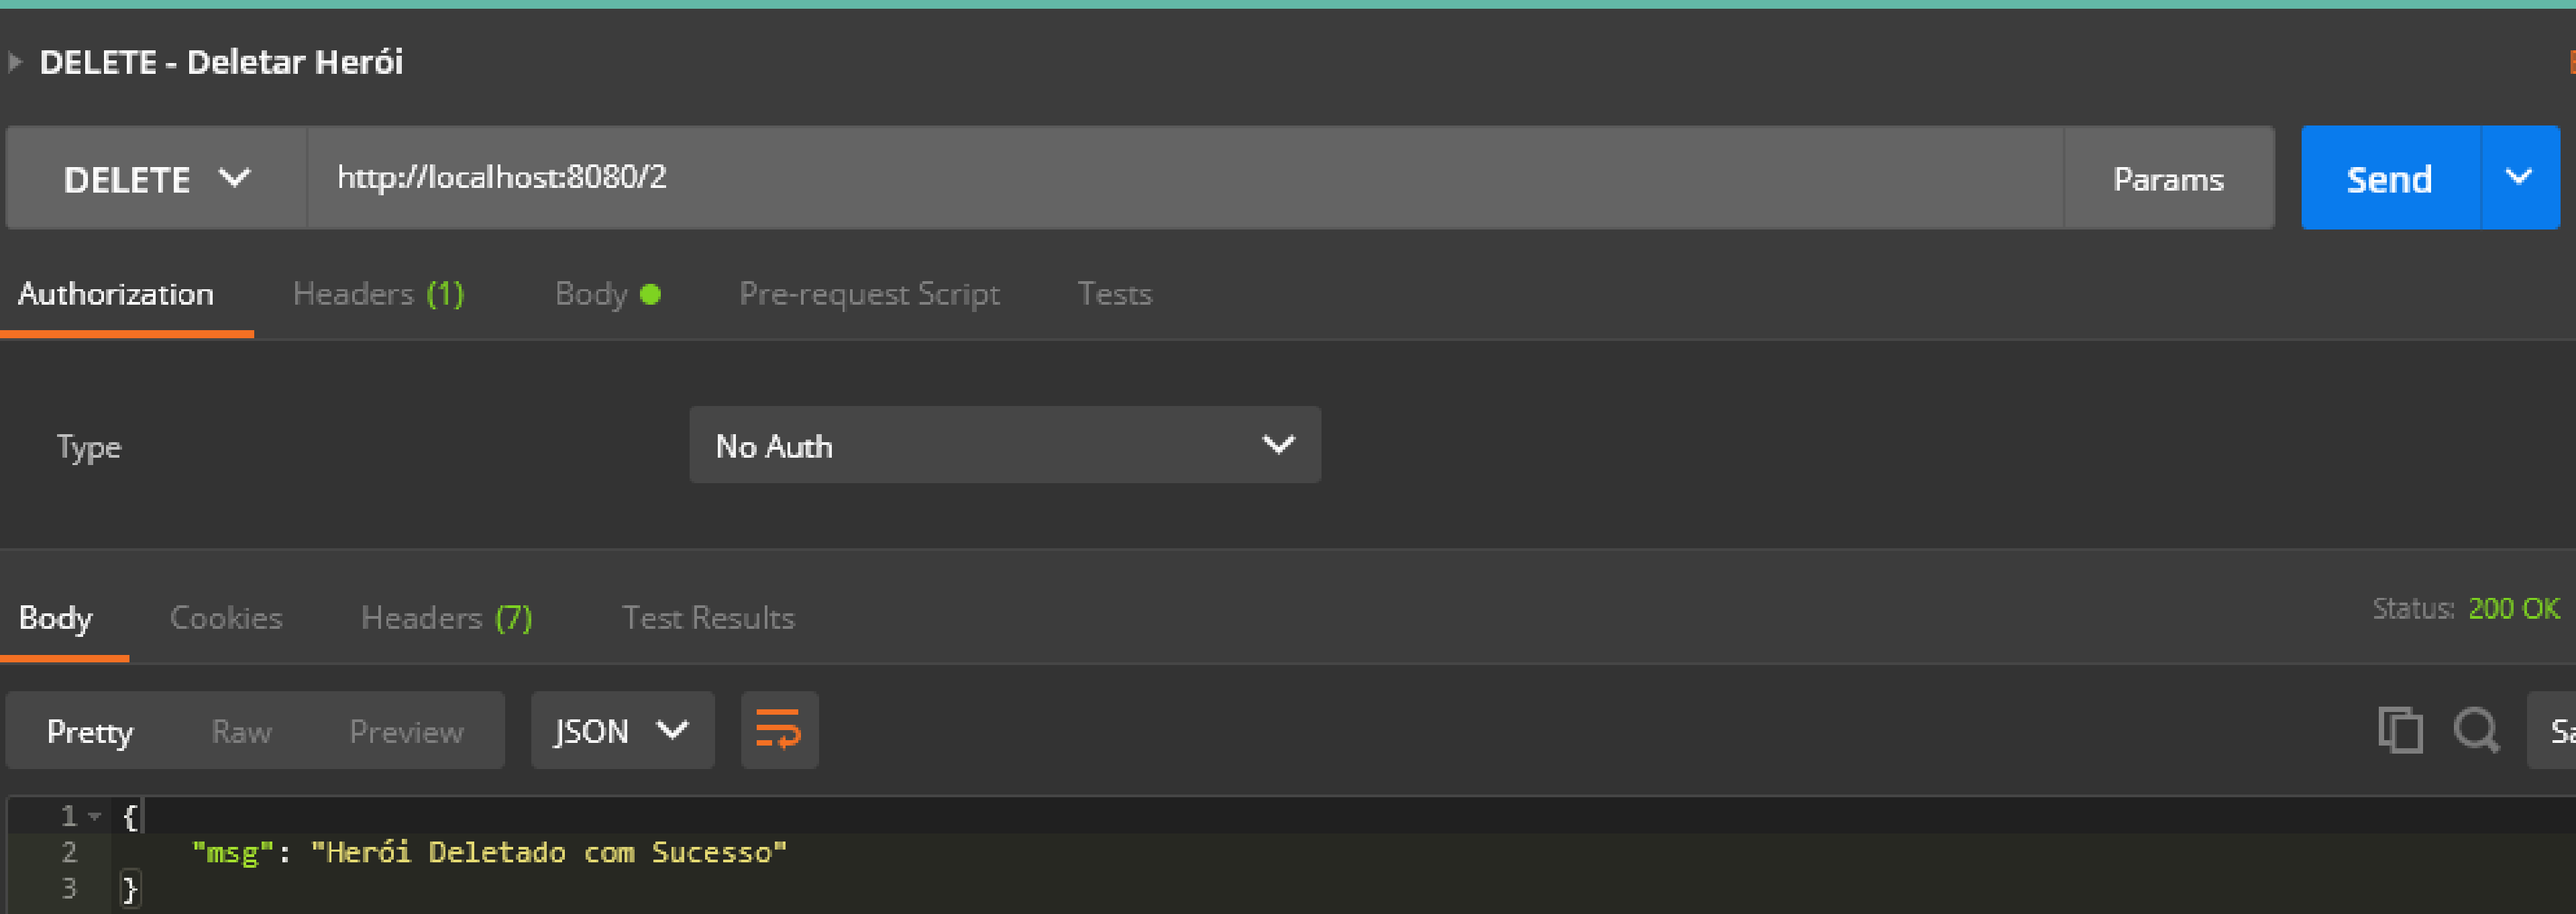 DELETE - Deletar Herói
DELETE http://localhost:8080/2 Params Send
Authorization Headers (1) Body Pre-request Script Tests
Type No Auth
Body Cookies Headers (7) Test Results Status: 200 OK
Pretty Raw Preview JSON
1 {
2 "msg": "Herói Deletado com Sucesso"
3 }